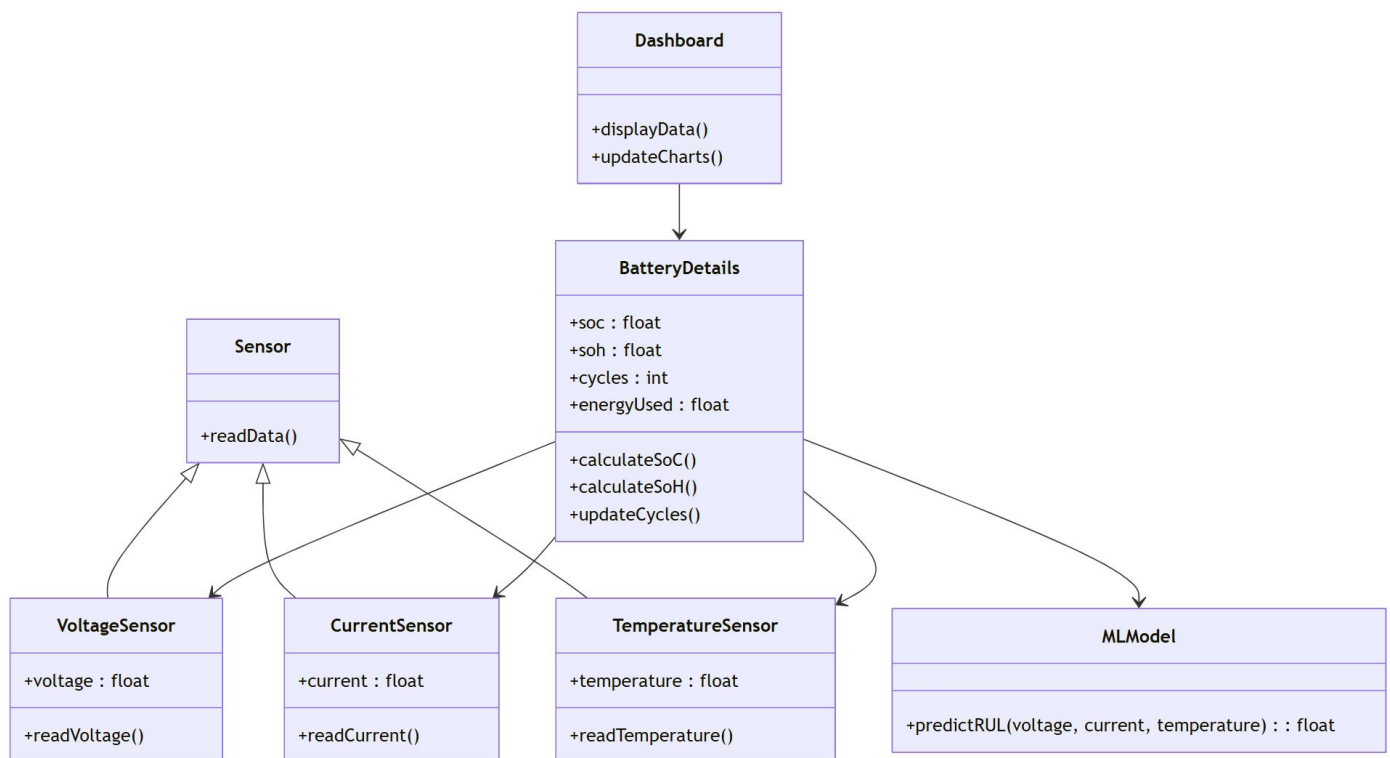 Dashboard
+displayData()
+updateCharts()
BatteryDetails
+soc : float
+soh : float
+cycles : int
+energyUsed : float
+calculateSoC()
+calculateSoH()
+updateCycles()
Sensor
+readData()
VoltageSensor
+voltage : float
+readVoltage()
CurrentSensor
+current : float
+readCurrent()
TemperatureSensor
+temperature : float
+readTemperature()
MLModel
+predictRUL(voltage, current, temperature) : : float